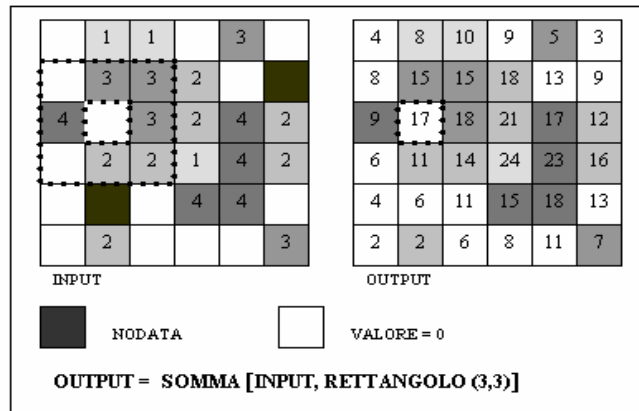 1 1 3 4 8 10 9 5 3
3 3 2 8 15 15 18 13 9
4 3 2 4 2 9 17 18 21 17 12
2 2 1 4 2 6 11 14 24 23 16
4 4 4 6 11 15 18 13
2 3 2 2 6 8 11 7
INPUT OUTPUT
NODATA VALORE = 0
OUTPUT = SOMMA [INPUT, RETTANGOLO (3,3)]